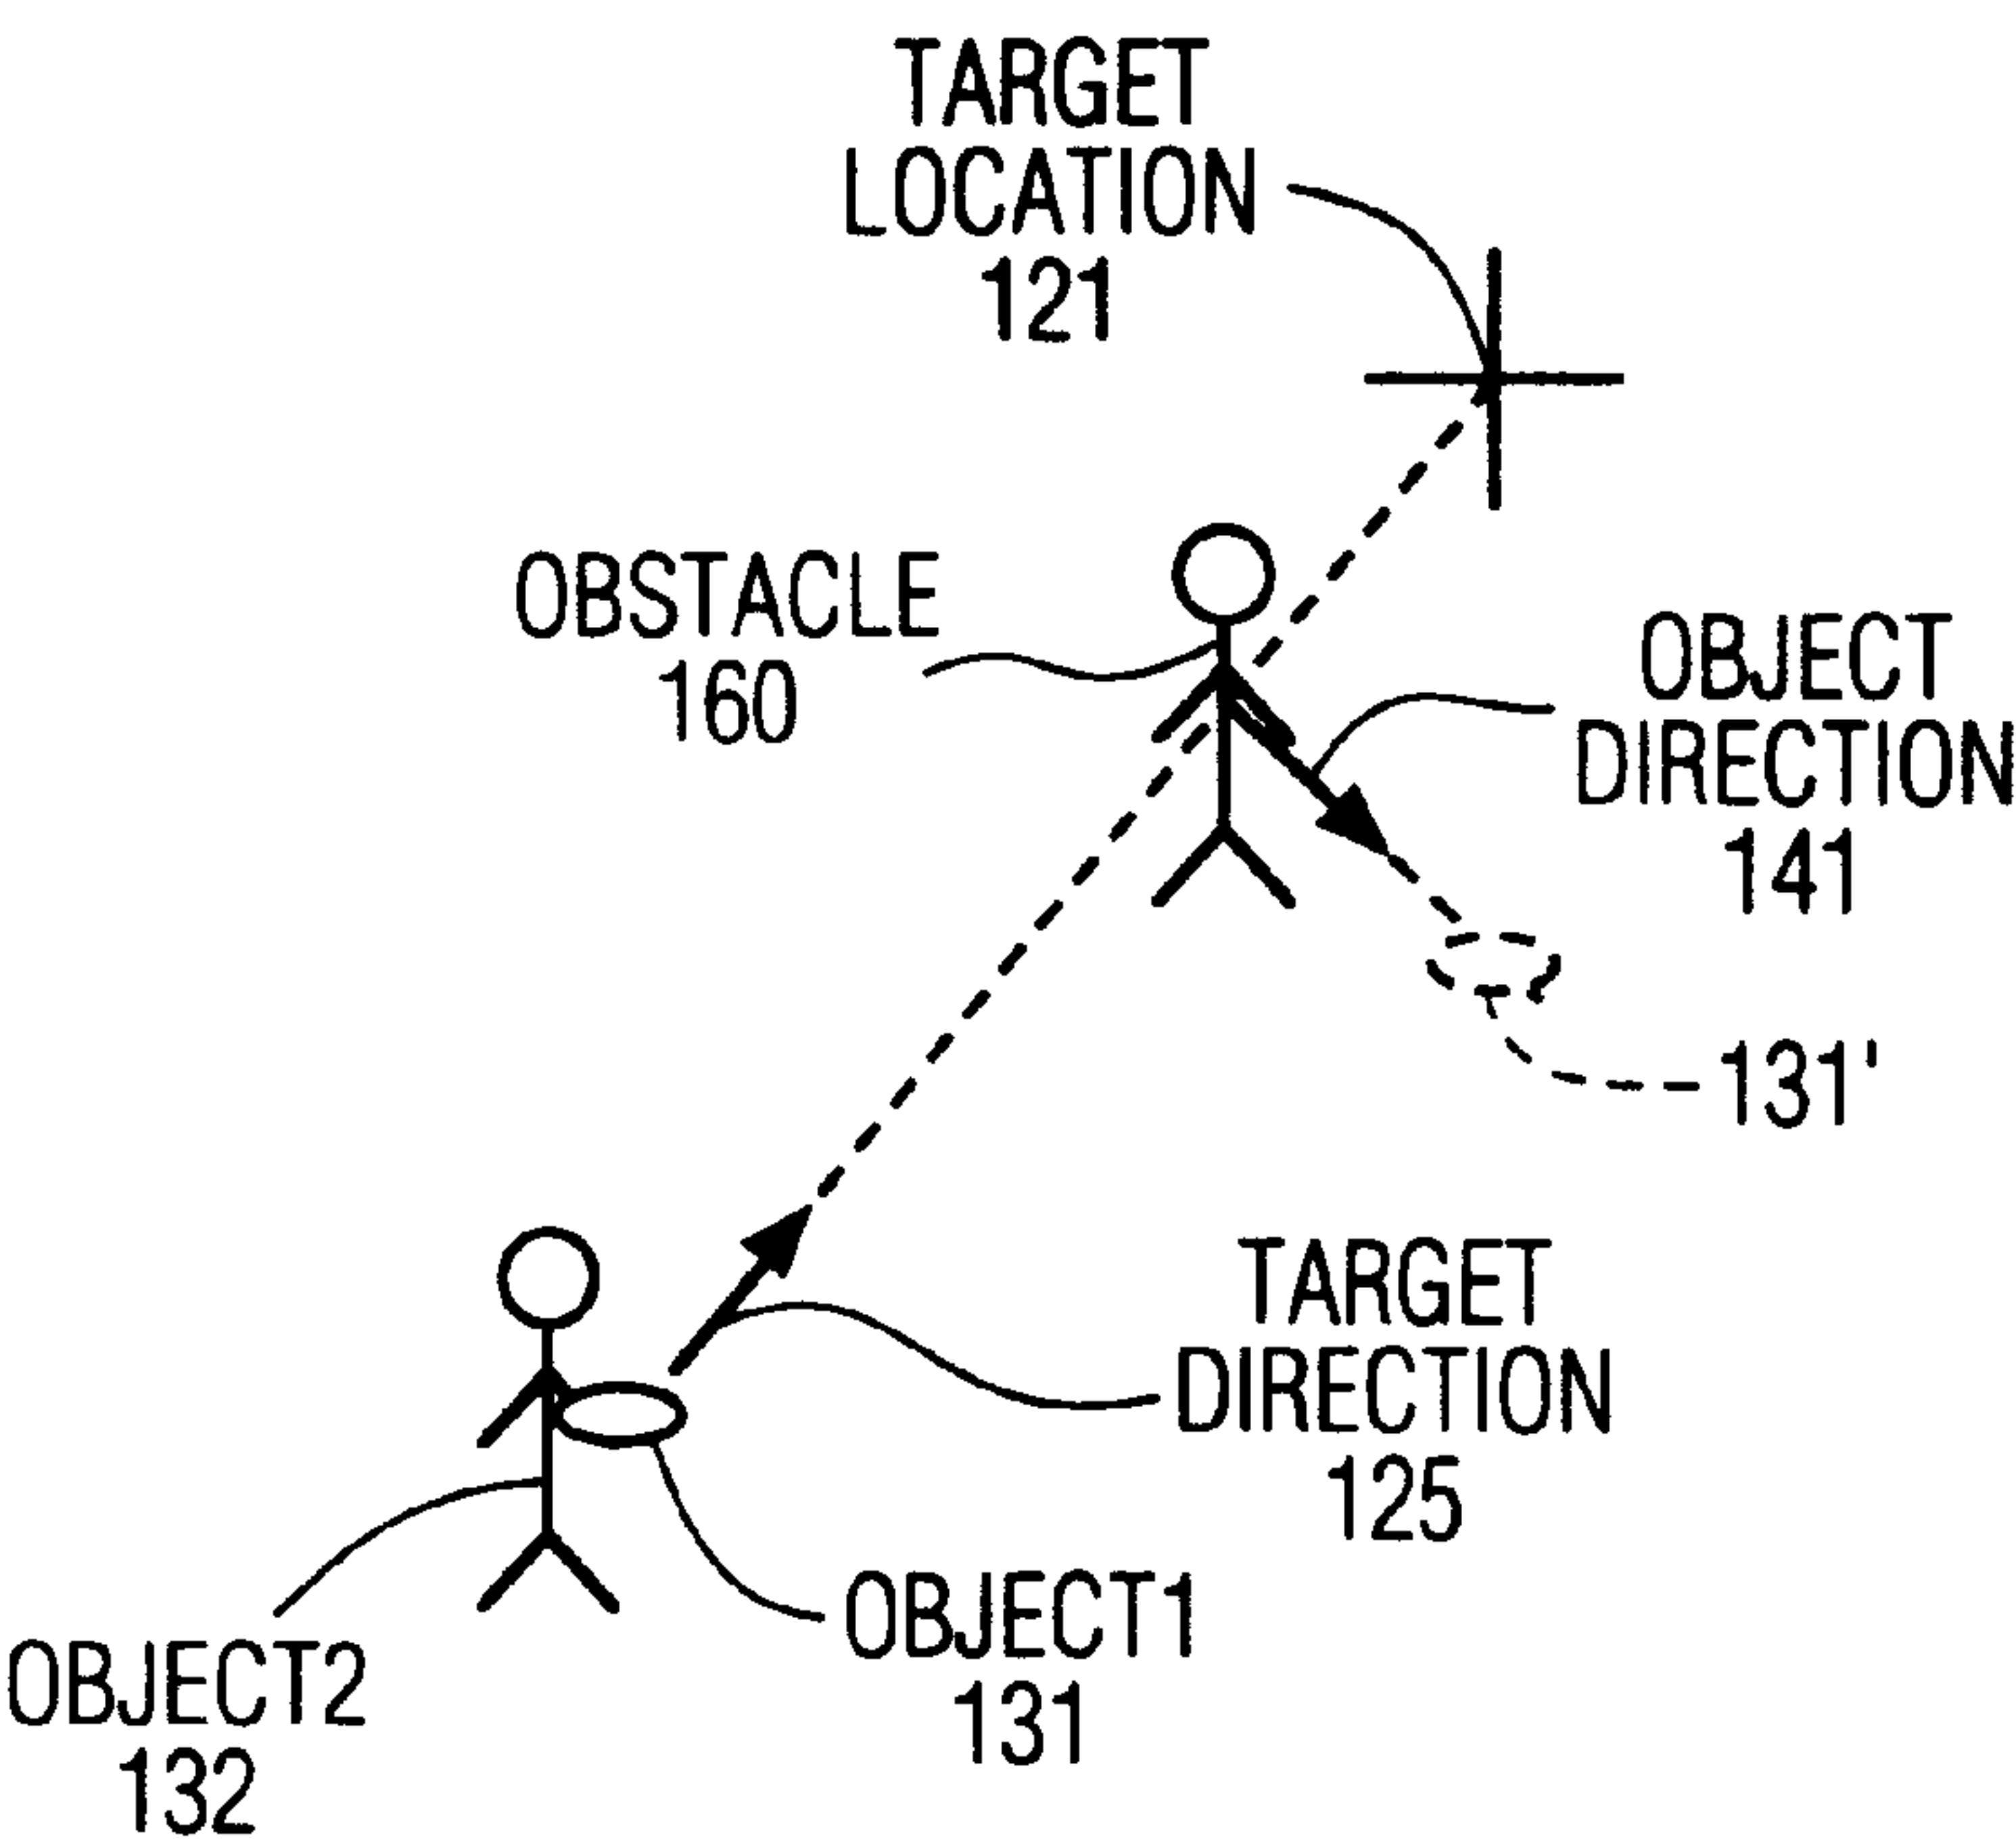 TARGET
LOCATION
121
OBSTACLE
160
OBJECT
DIRECTION
141
131'
TARGET
DIRECTION
125
OBJECT1
131
OBJECT2
132